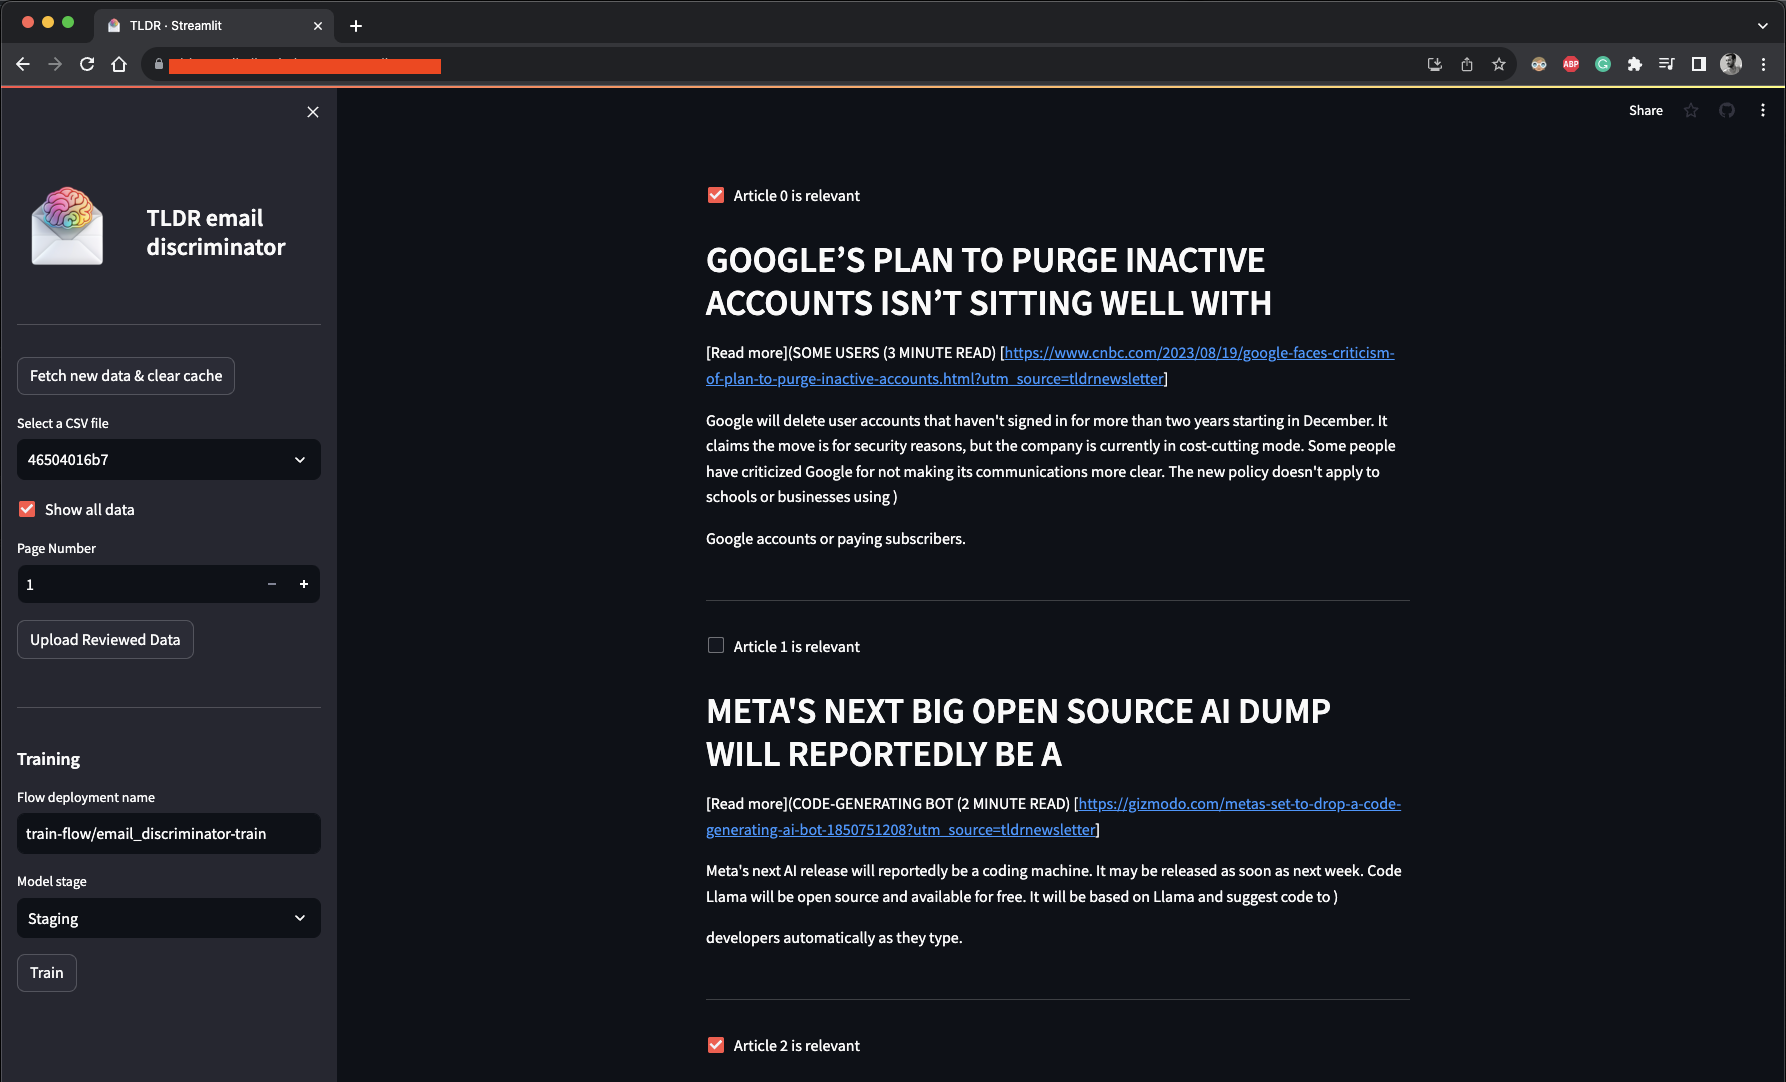 TLDR · Streamlit
ABP
Share
TLDR email
discriminator
Fetch new data & clear cache
Select a CSV file
46504016b7
Show all data
Page Number
1
Upload Reviewed Data
Training
Flow deployment name
train-flow/email_discriminator-train
Model stage
Staging
Train
Article 0 is relevant
GOOGLE’S PLAN TO PURGE INACTIVE
ACCOUNTS ISN’T SITTING WELL WITH
[Read more](SOME USERS (3 MINUTE READ) [https://www.cnbc.com/2023/08/19/google-faces-criticism-
of-plan-to-purge-inactive-accounts.html?utm_source=tldrnewsletter]
Google will delete user accounts that haven't signed in for more than two years starting in December. It
claims the move is for security reasons, but the company is currently in cost-cutting mode. Some people
have criticized Google for not making its communications more clear. The new policy doesn't apply to
schools or businesses using )
Google accounts or paying subscribers.
Article 1 is relevant
META'S NEXT BIG OPEN SOURCE AI DUMP
WILL REPORTEDLY BE A
[Read more](CODE-GENERATING BOT (2 MINUTE READ) [https://gizmodo.com/metas-set-to-drop-a-code-
generating-ai-bot-1850751208?utm_source=tldrnewsletter]
Meta's next AI release will reportedly be a coding machine. It may be released as soon as next week. Code
Llama will be open source and available for free. It will be based on Llama and suggest code to )
developers automatically as they type.
Article 2 is relevant